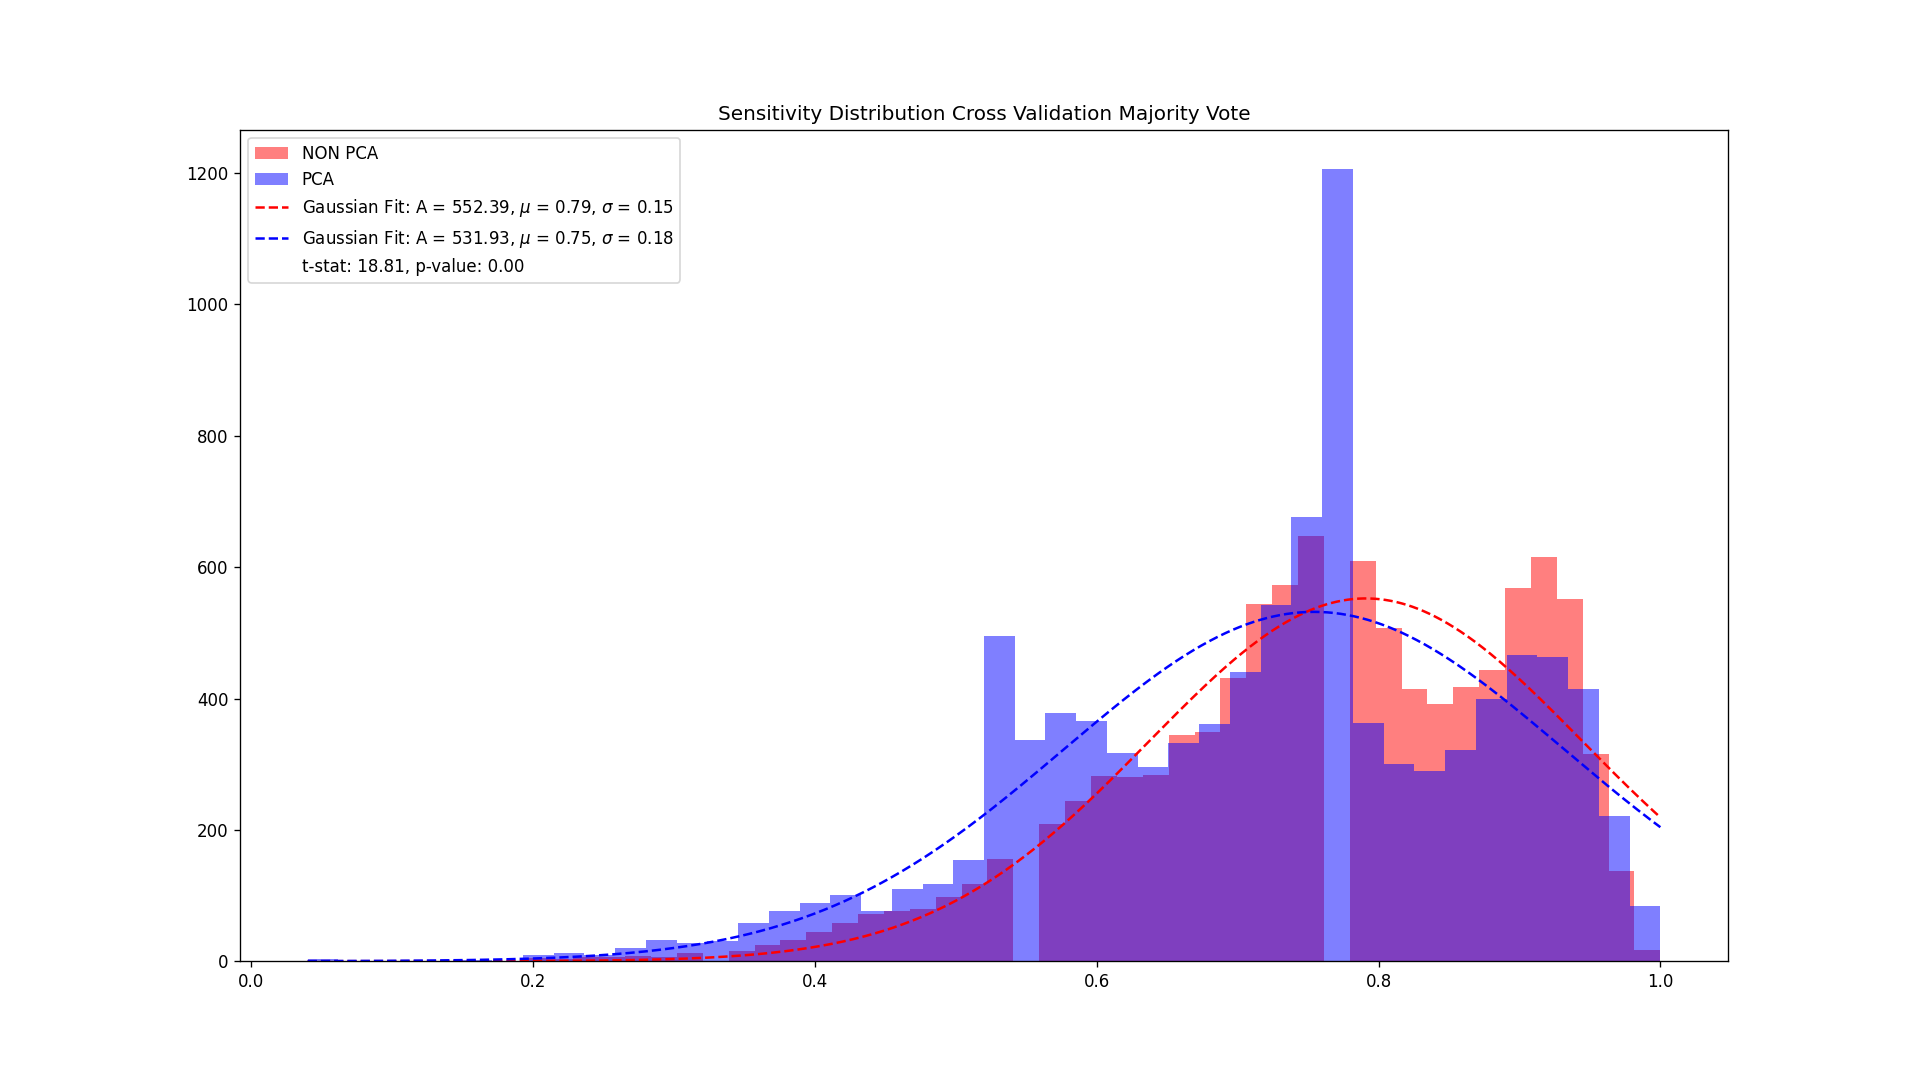 Sensitivity Distribution Cross Validation Majority Vote
NON PCA
PCA
Gaussian Fit: A = 552.39, μ = 0.79, σ = 0.15
Gaussian Fit: A = 531.93, μ = 0.75, σ = 0.18
t-stat: 18.81, p-value: 0.00
1200
1000
800
600
400
200
0
0.0 0.2 0.4 0.6 0.8 1.0